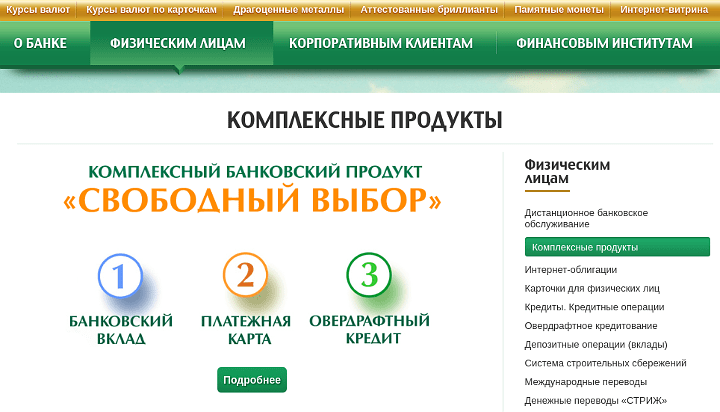 Курсы валют Курсы валют по карточкам Драгоценные металлы Аттестованные бриллианты Памятные монеты Интернет-витрина
О БАНКЕ ФИЗИЧЕСКИМ ЛИЦАМ КОРПОРАТИВНЫМ КЛИЕНТАМ ФИНАНСОВЫМ ИНСТИТУТАМ
КОМПЛЕКСНЫЕ ПРОДУКТЫ
КОМПЛЕКСНЫЙ БАНКОВСКИЙ ПРОДУКТ
«СВОБОДНЫЙ ВЫБОР»
1 2 3
БАНКОВСКИЙ ПЛАТЕЖНАЯ ОВЕРДРАФТНЫЙ
ВКЛАД КАРТА КРЕДИТ
Подробнее
Физическим
лицам
Дистанционное банковское
обслуживание
Комплексные продукты
Интернет-облигации
Карточки для физических лиц
Кредиты. Кредитные операции
Овердрафтное кредитование
Депозитные операции (вклады)
Система строительных сбережений
Международные переводы
Денежные переводы «СТРИЖ»